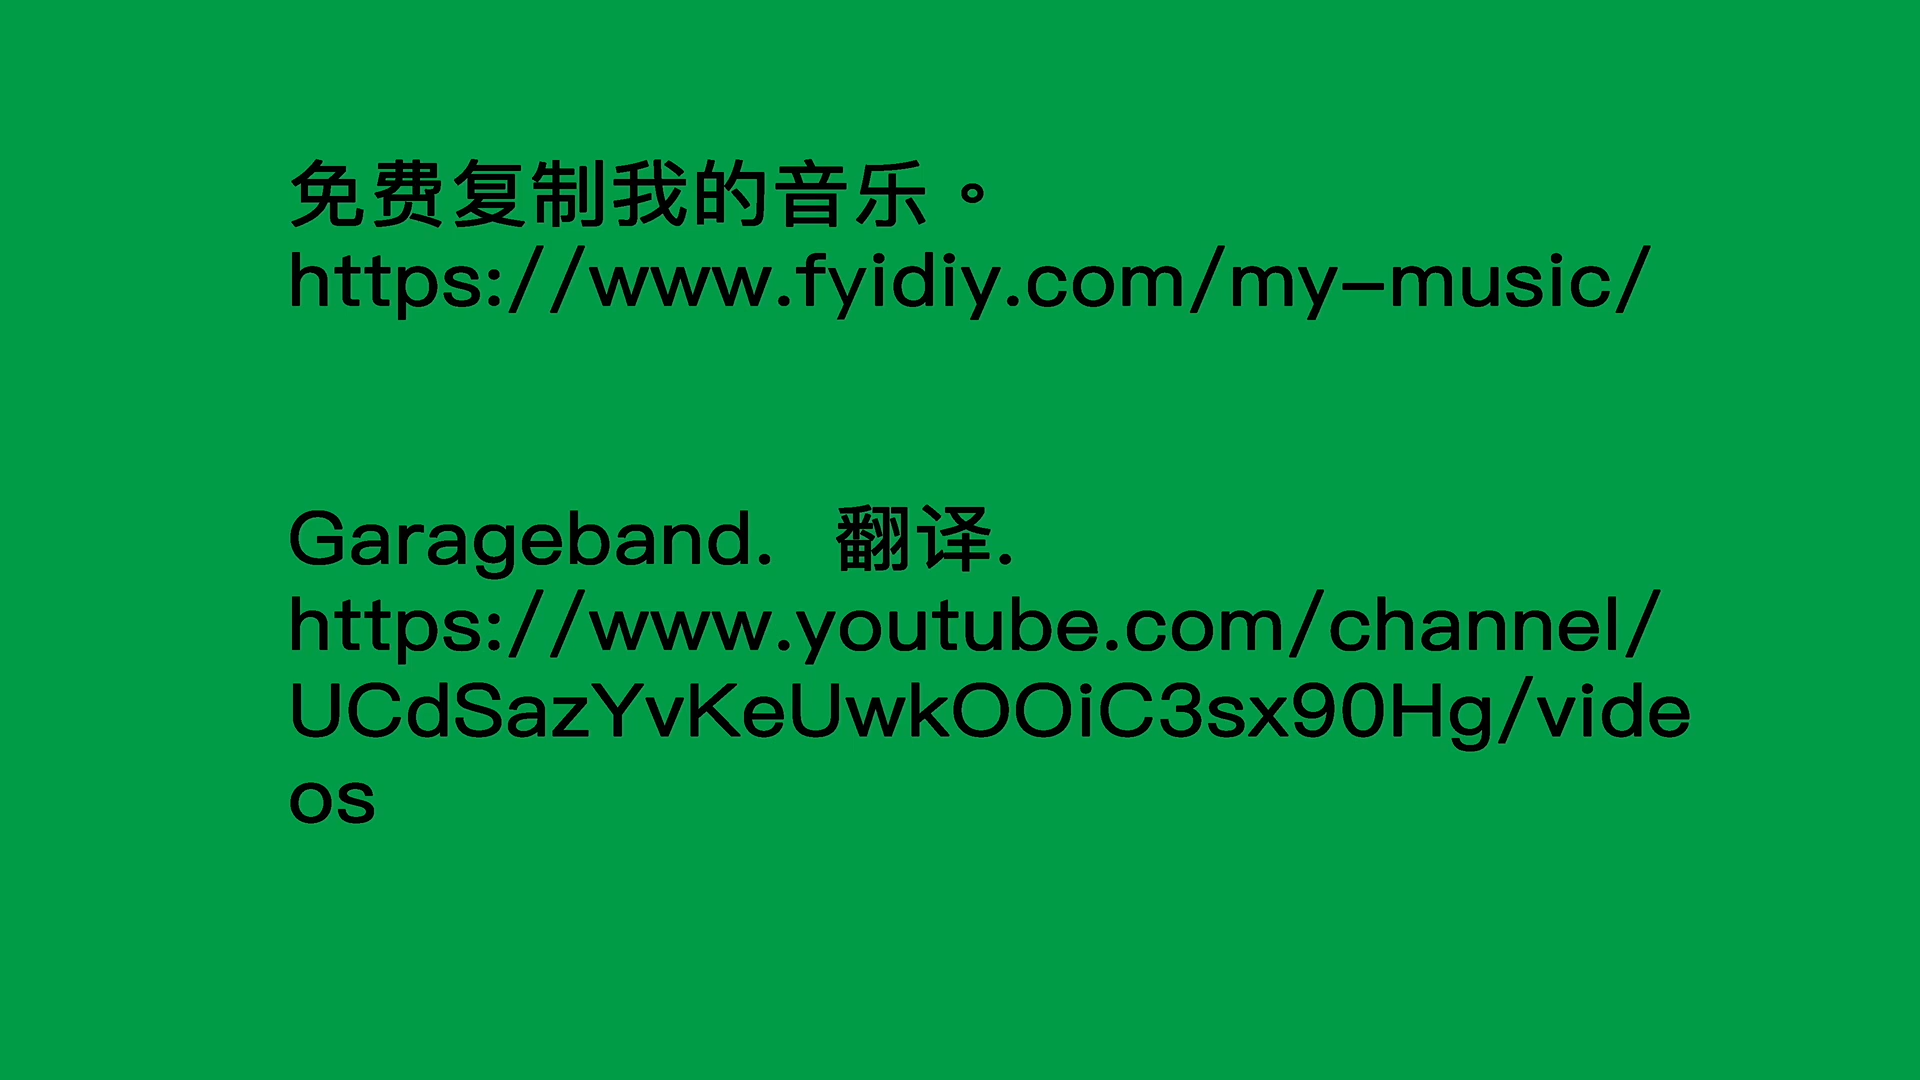 免费复制我的音乐。
https://www.fyidiy.com/my-music/
Garageband. 翻译.
https://www.youtube.com/channel/
UCdSazYvKeUwkOOiC3sx90Hg/vide
os